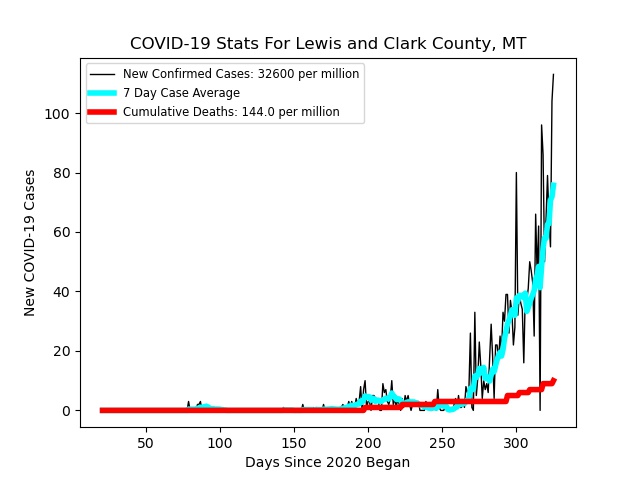 COVID-19 Stats For Lewis and Clark County, MT
New Confirmed Cases: 32600 per million
7 Day Case Average
Cumulative Deaths: 144.0 per million
New COVID-19 Cases
100
80
60
40
20
0
50 100 150 200 250 300
Days Since 2020 Began